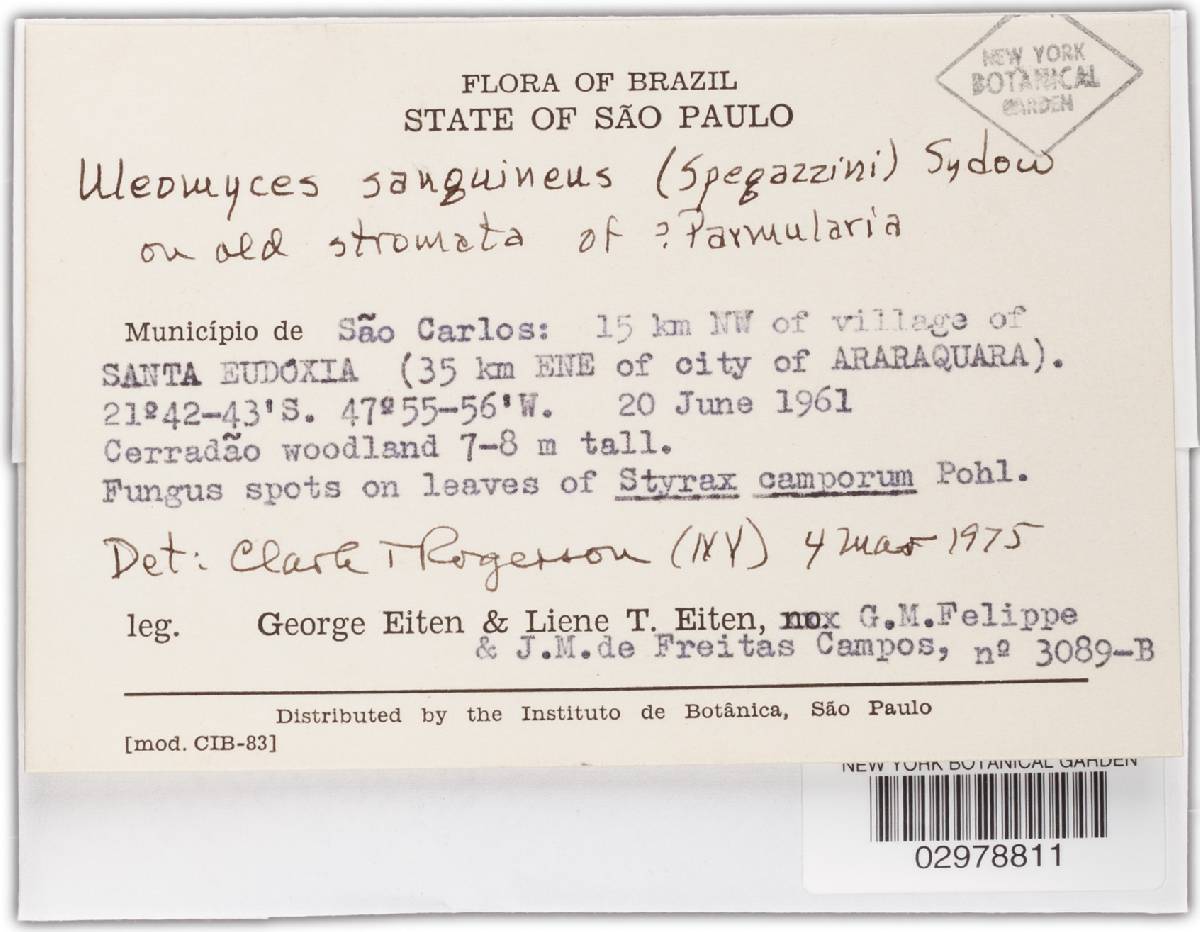 NEW YORK
BOTANICAL
GARDEN
FLORA OF BRAZIL
STATE OF SÃO PAULO
Uleomyces sanguineus (Spegazzini) Sydow
on old stromata of ?Parmularia
Município de São Carlos: 15 km NW of village of
SANTA EUDÓXIA (35 km ENE of city of ARARAQUARA).
21º42-43'S. 47º55-56'W. 20 June 1961
Cerradão woodland 7-8 m tall.
Fungus spots on leaves of Styrax camporum Pohl.
Det: Clark T Rogerson (NY) 4 Mar 1975
leg. George Eiten & Liene T. Eiten, G.M.Felippe
& J.M.de Freitas Campos, nº 3089-B
Distributed by the Instituto de Botânica, São Paulo
[mod. CIB-83]
NEW YORK BOTANICAL GARDEN
02978811